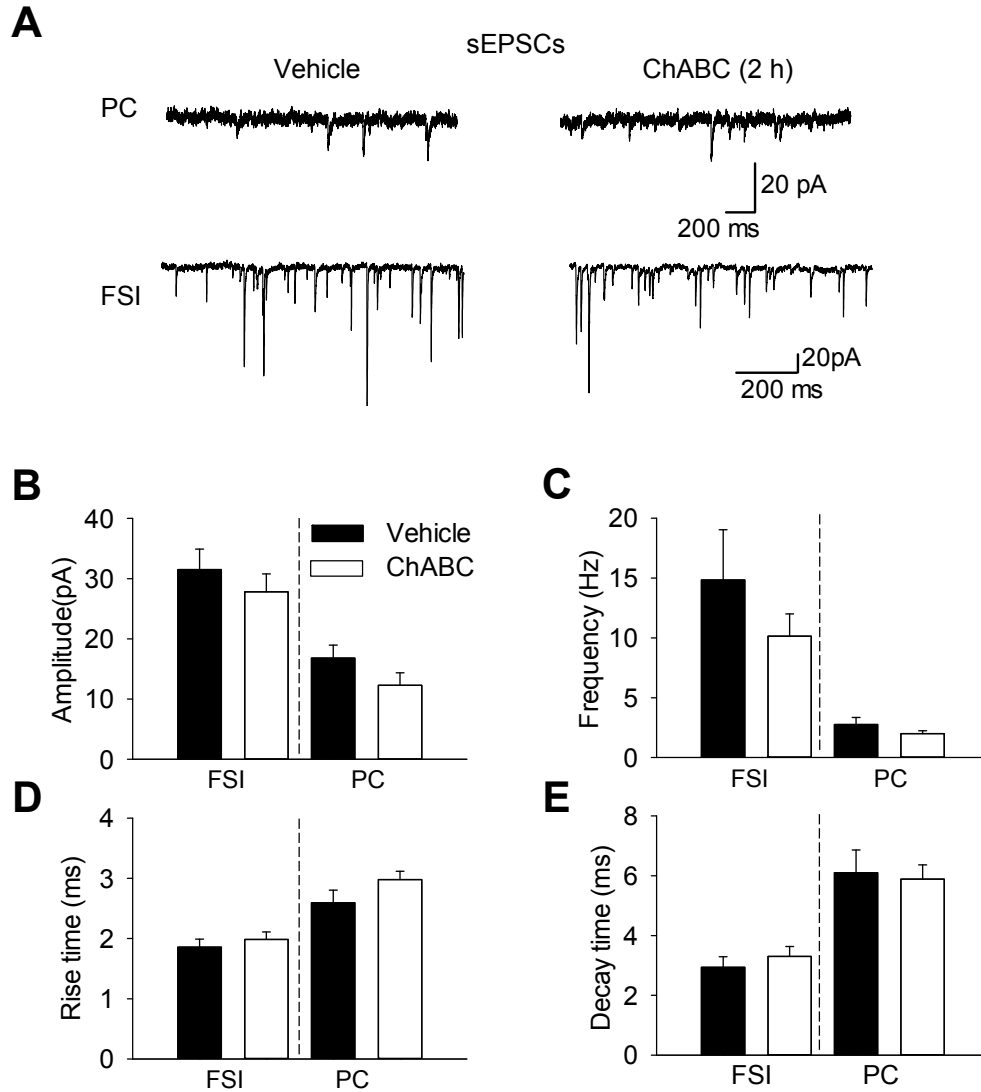 A
sEPSCs
Vehicle
ChABC (2 h)
PC
20 pA
200 ms
FSI
20pA
200 ms
B
40
30
20
10
0
Amplitude(pA)
Vehicle
ChABC
FSI
PC
C
20
15
10
5
0
Frequency (Hz)
FSI
PC
D
4
3
2
1
0
Rise time (ms)
FSI
PC
E
8
6
4
2
0
Decay time (ms)
FSI
PC